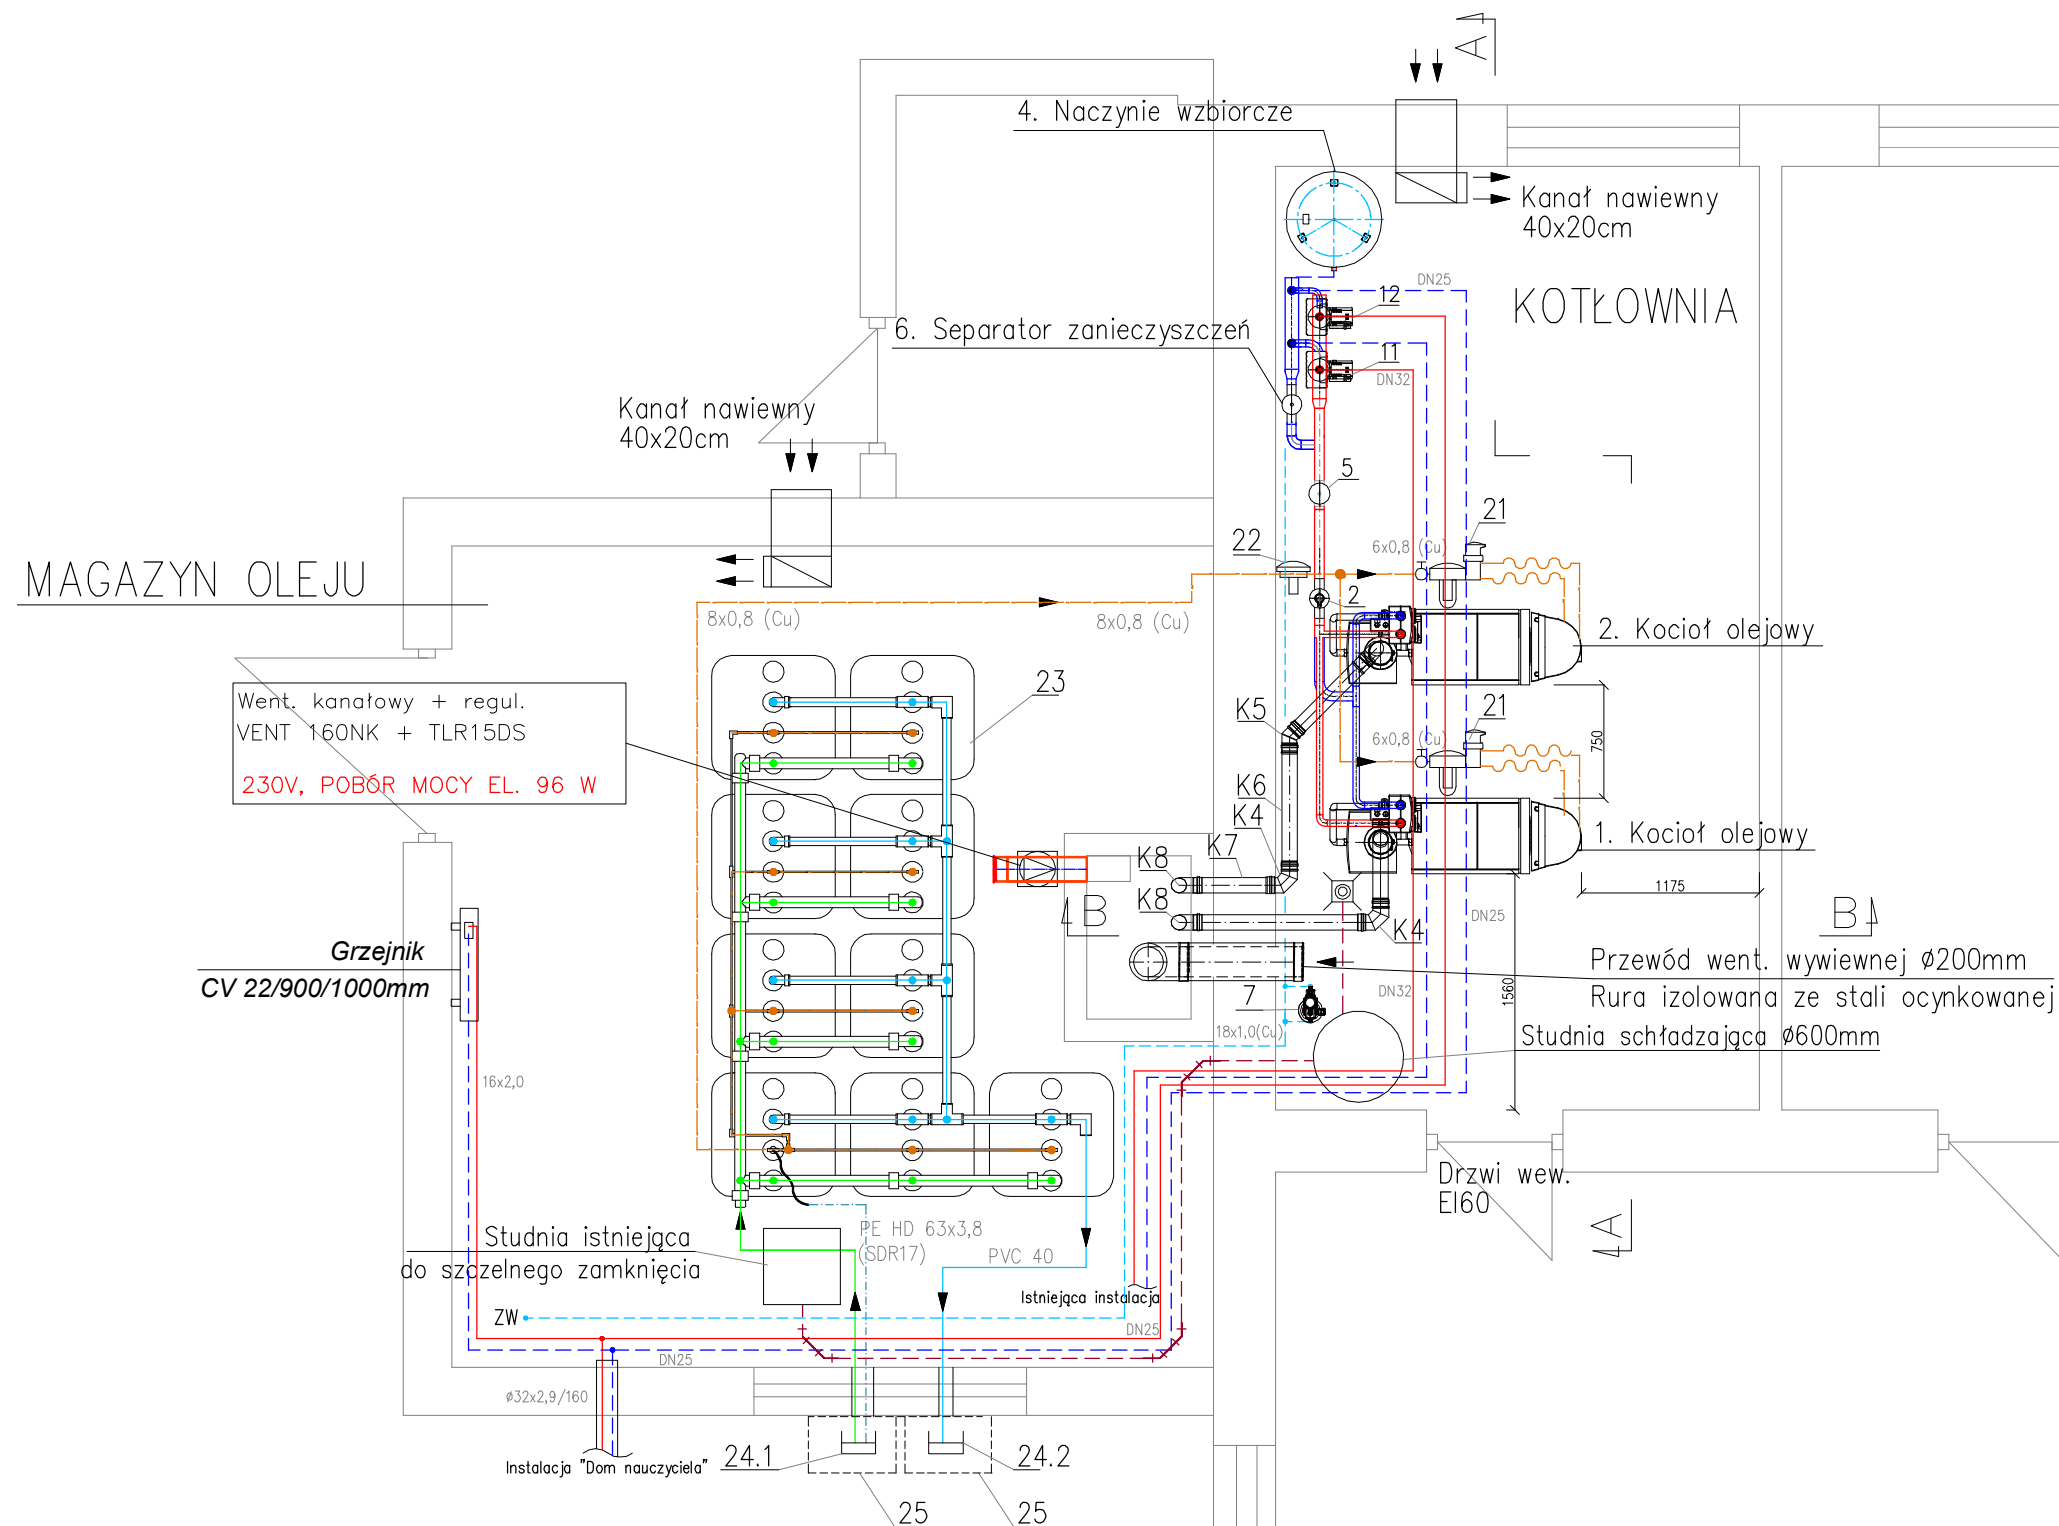 A
4. Naczynie wzbiorcze
Kanał nawiewny
40x20cm
DN25
12
KOTŁOWNIA
6. Separator zanieczyszczeń
11
DN32
Kanał nawiewny
40x20cm
5
21
22
6x0,8 (Cu)
MAGAZYN OLEJU
2
8x0,8 (Cu)
8x0,8 (Cu)
2. Kocioł olejowy
23
Went. kanałowy + regul.
VENT 160NK + TLR15DS
230V, POBÓR MOCY EL. 96 W
K5
21
6x0,8 (Cu)
750
K6
K4
1. Kocioł olejowy
K7
K8
1175
K8
B
DN25
B
K4
Grzejnik
CV 22/900/1000mm
Przewód went. wywiewnej Ø200mm
Rura izolowana ze stali ocynkowanej
7
DN32
1560
18x1,0(Cu)
Studnia schładzająca Ø600mm
16x2,0
Drzwi wew.
EI60
A
PE HD 63x3,8
(SDR17)
Studnia istniejąca
do szczelnego zamknięcia
PVC 40
Istniejąca instalacja
ZW
DN25
DN25
ø32x2,9/160
Instalacja "Dom nauczyciela"
24.1
24.2
25
25